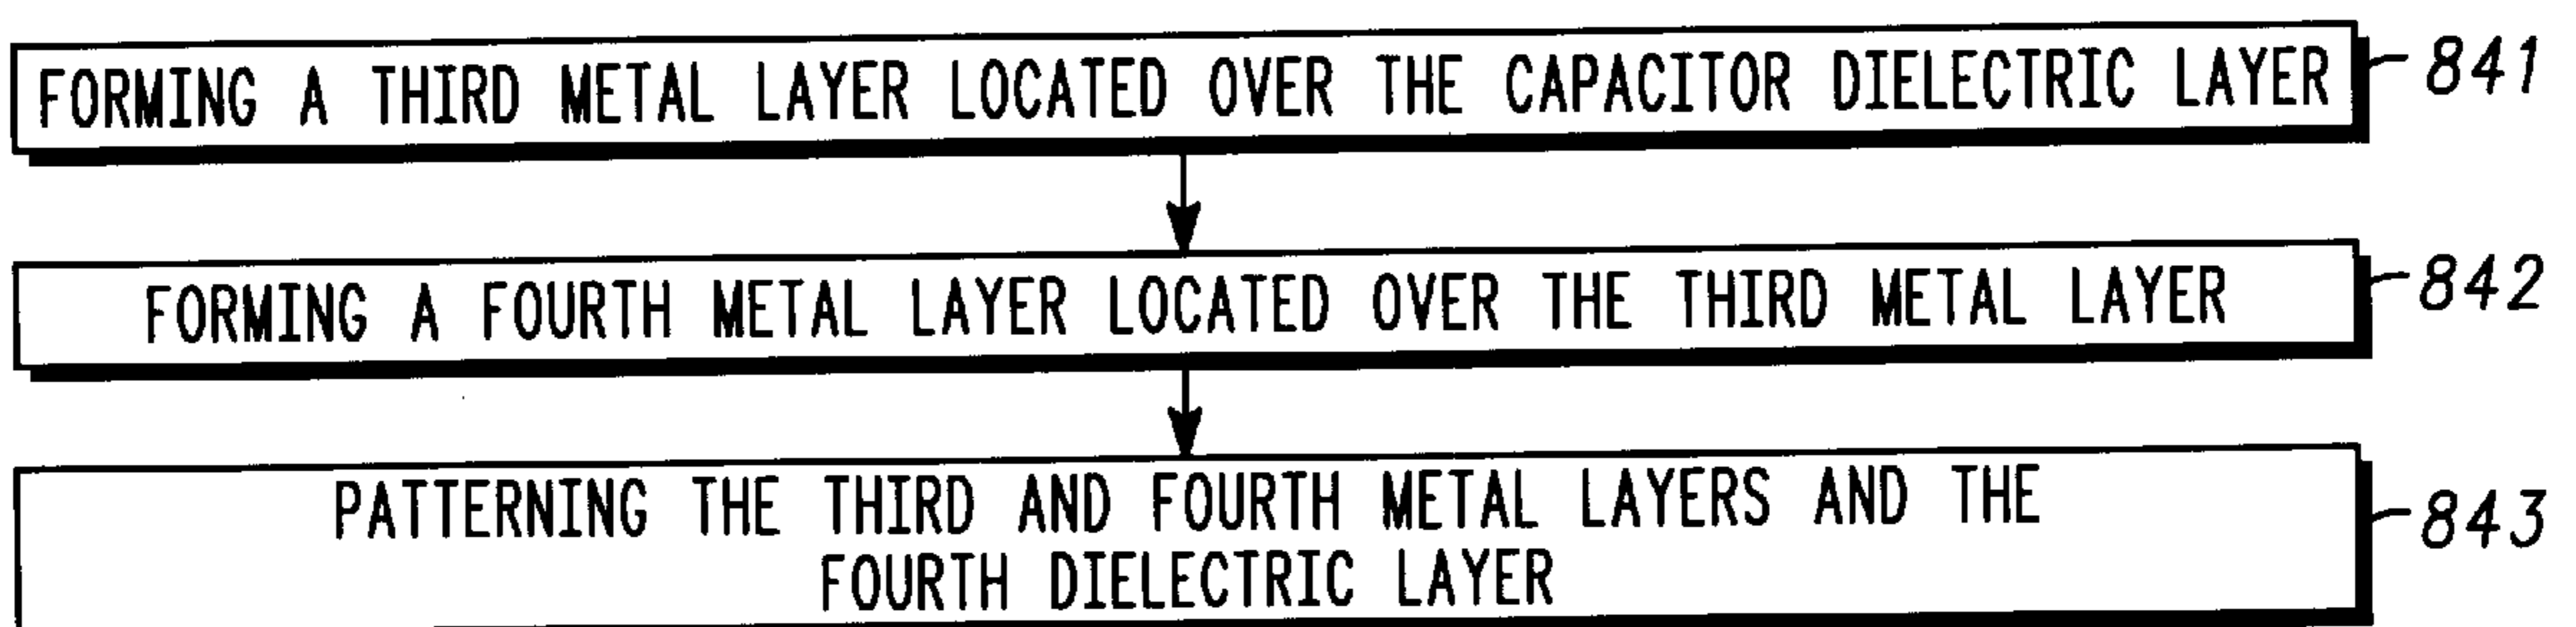 FORMING A THIRD METAL LAYER LOCATED OVER THE CAPACITOR DIELECTRIC LAYER 841
FORMING A FOURTH METAL LAYER LOCATED OVER THE THIRD METAL LAYER 842
PATTERNING THE THIRD AND FOURTH METAL LAYERS AND THE 843
FOURTH DIELECTRIC LAYER